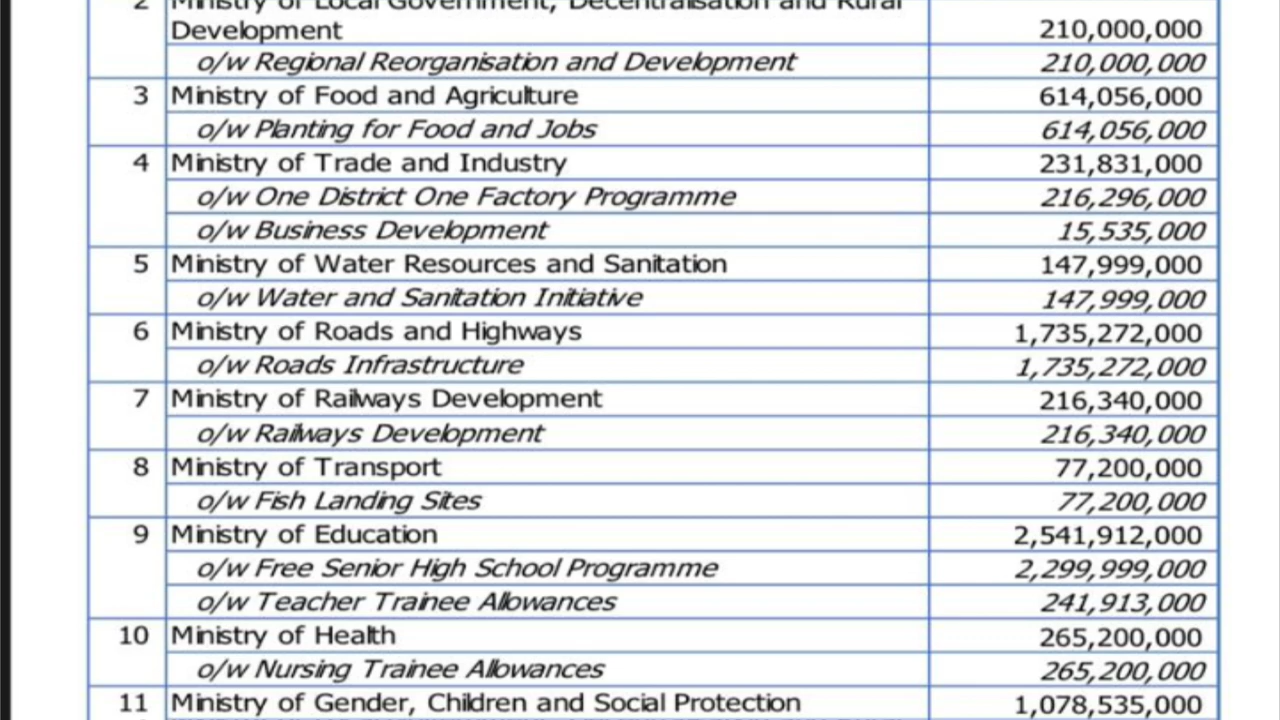 2 Ministry of Local Government, Decentralisation and Rural
Development 210,000,000
o/w Regional Reorganisation and Development 210,000,000
3 Ministry of Food and Agriculture 614,056,000
o/w Planting for Food and Jobs 614,056,000
4 Ministry of Trade and Industry 231,831,000
o/w One District One Factory Programme 216,296,000
o/w Business Development 15,535,000
5 Ministry of Water Resources and Sanitation 147,999,000
o/w Water and Sanitation Initiative 147,999,000
6 Ministry of Roads and Highways 1,735,272,000
o/w Roads Infrastructure 1,735,272,000
7 Ministry of Railways Development 216,340,000
o/w Railways Development 216,340,000
8 Ministry of Transport 77,200,000
o/w Fish Landing Sites 77,200,000
9 Ministry of Education 2,541,912,000
o/w Free Senior High School Programme 2,299,999,000
o/w Teacher Trainee Allowances 241,913,000
10 Ministry of Health 265,200,000
o/w Nursing Trainee Allowances 265,200,000
11 Ministry of Gender, Children and Social Protection 1,078,535,000